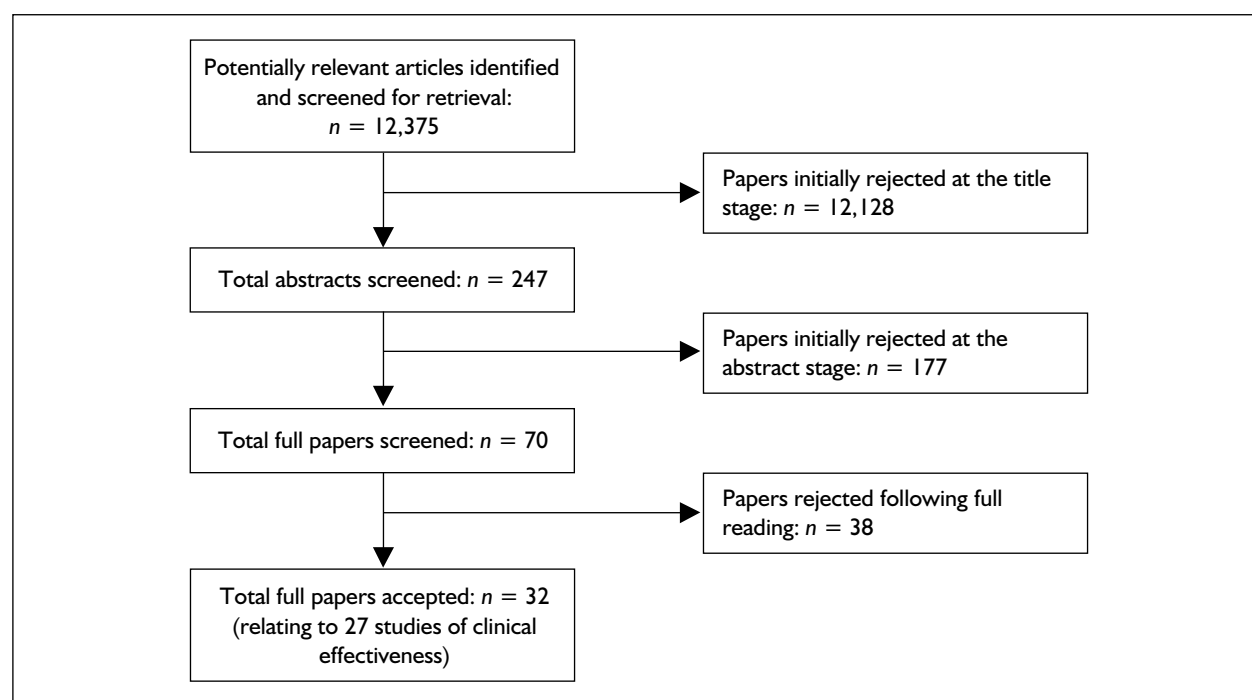 Potentially relevant articles identified
and screened for retrieval:
n = 12,375
Papers initially rejected at the title
stage: n = 12,128
Total abstracts screened: n = 247
Papers initially rejected at the
abstract stage: n = 177
Total full papers screened: n = 70
Papers rejected following full
reading: n = 38
Total full papers accepted: n = 32
(relating to 27 studies of clinical
effectiveness)